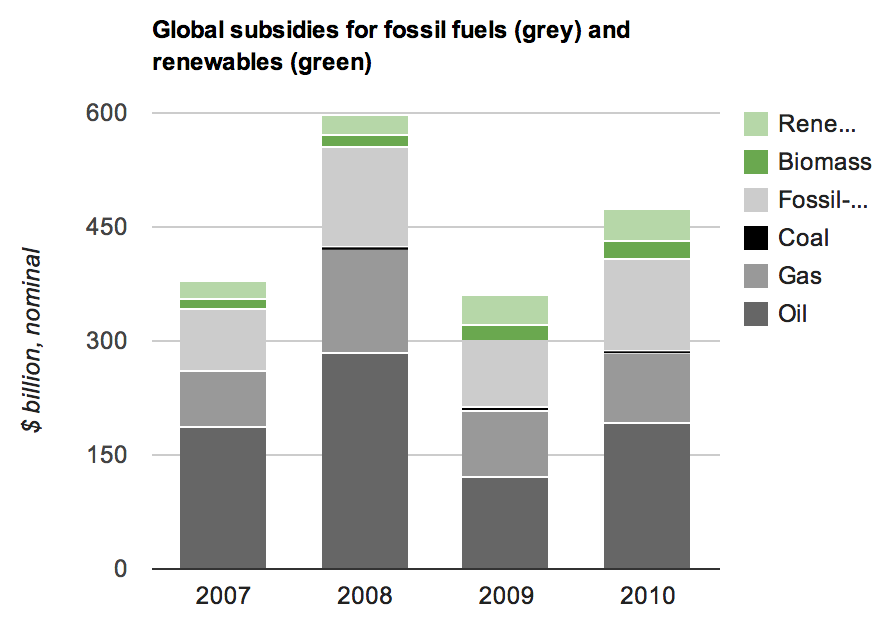 Global subsidies for fossil fuels (grey) and
renewables (green)
600
450
300
150
0
$ billion, nominal
2007
2008
2009
2010
Rene...
Biomass
Fossil-...
Coal
Gas
Oil